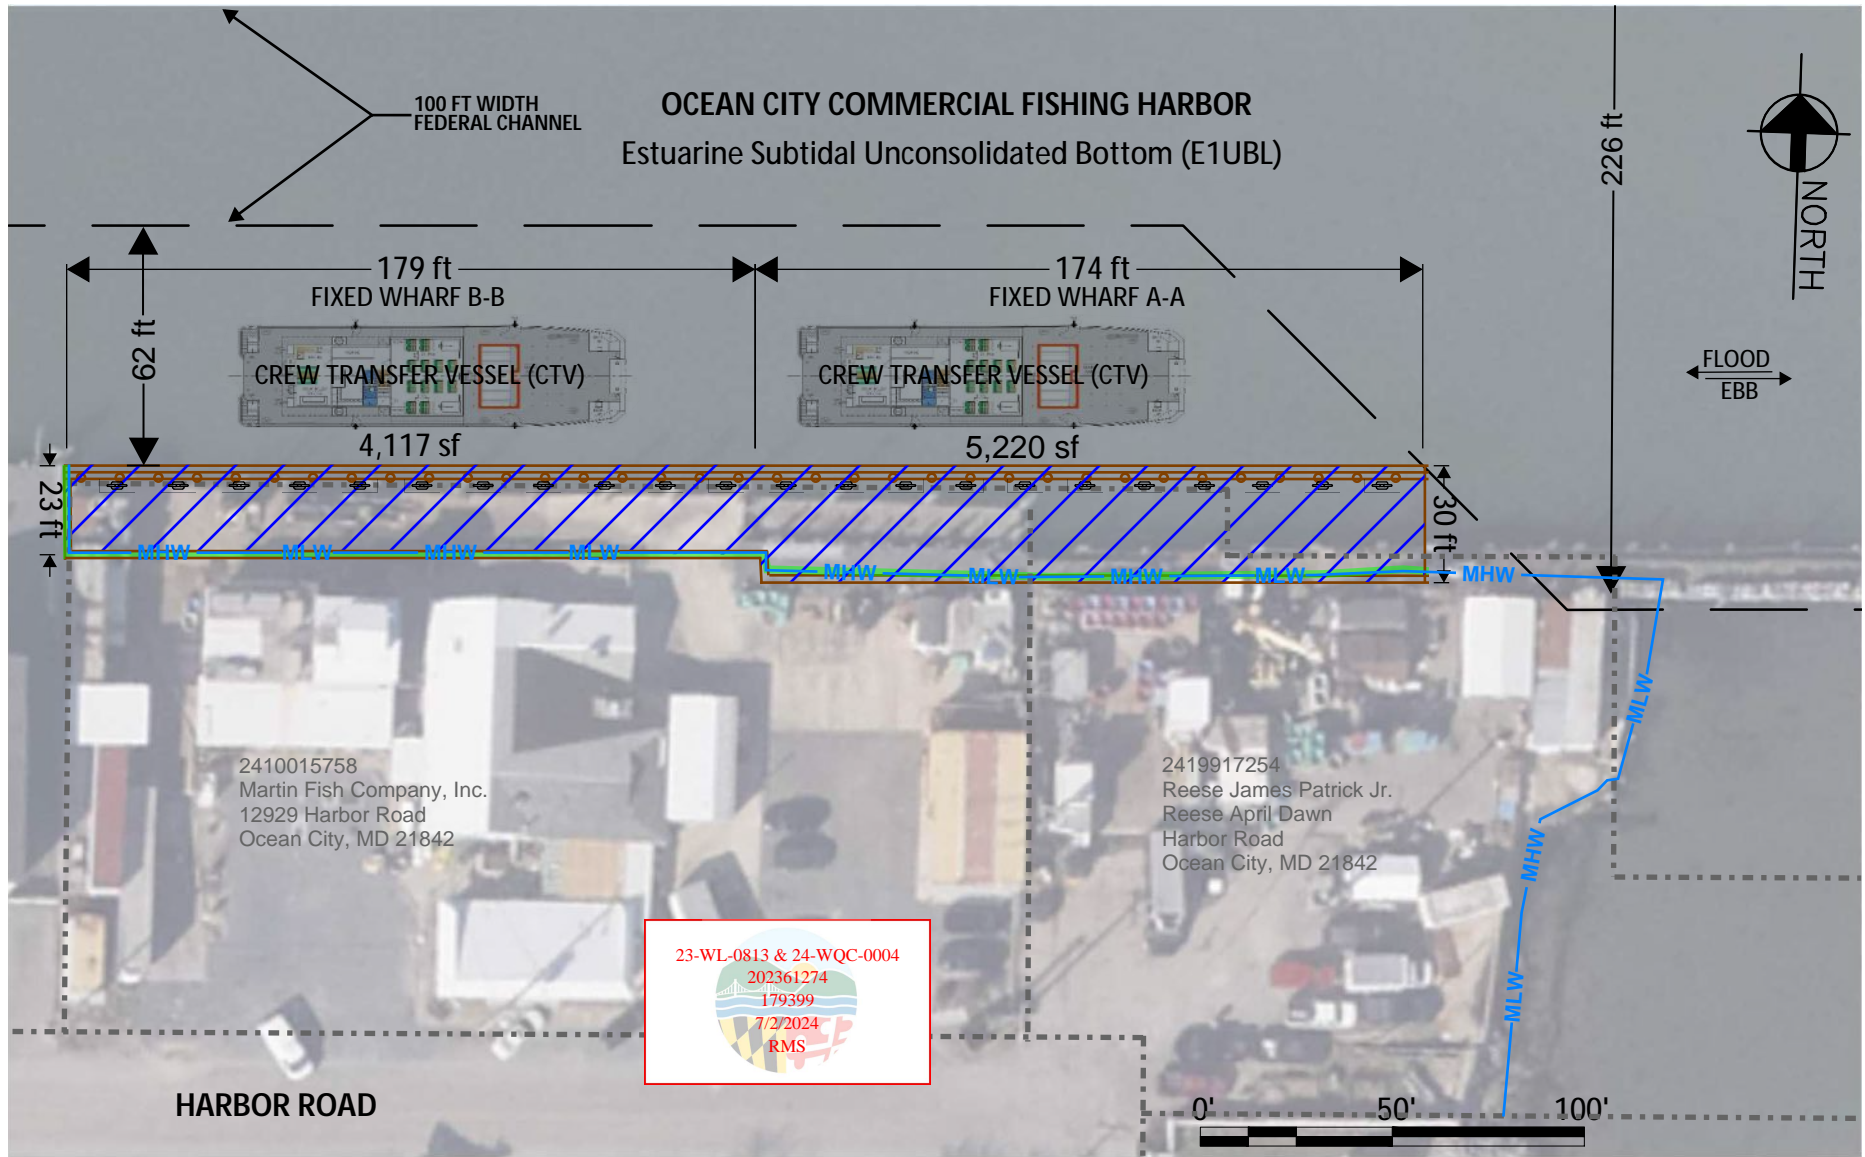 100 FT WIDTH
FEDERAL CHANNEL
OCEAN CITY COMMERCIAL FISHING HARBOR
Estuarine Subtidal Unconsolidated Bottom (E1UBL)
226 ft
NORTH
179 ft
FIXED WHARF B-B
174 ft
FIXED WHARF A-A
62 ft
CREW TRANSFER VESSEL (CTV)
CREW TRANSFER VESSEL (CTV)
FLOOD
EBB
4,117 sf
5,220 sf
23 ft
30 ft
MHW
MLW
MHW
MLW
MHW
MLW
MHW
MLW
MHW
MLW
MHW
MLW
2410015758
Martin Fish Company, Inc.
12929 Harbor Road
Ocean City, MD 21842
2419917254
Reese James Patrick Jr.
Reese April Dawn
Harbor Road
Ocean City, MD 21842
23-WL-0813 & 24-WQC-0004
202361274
179399
7/2/2024
RMS
HARBOR ROAD
0'
50'
100'